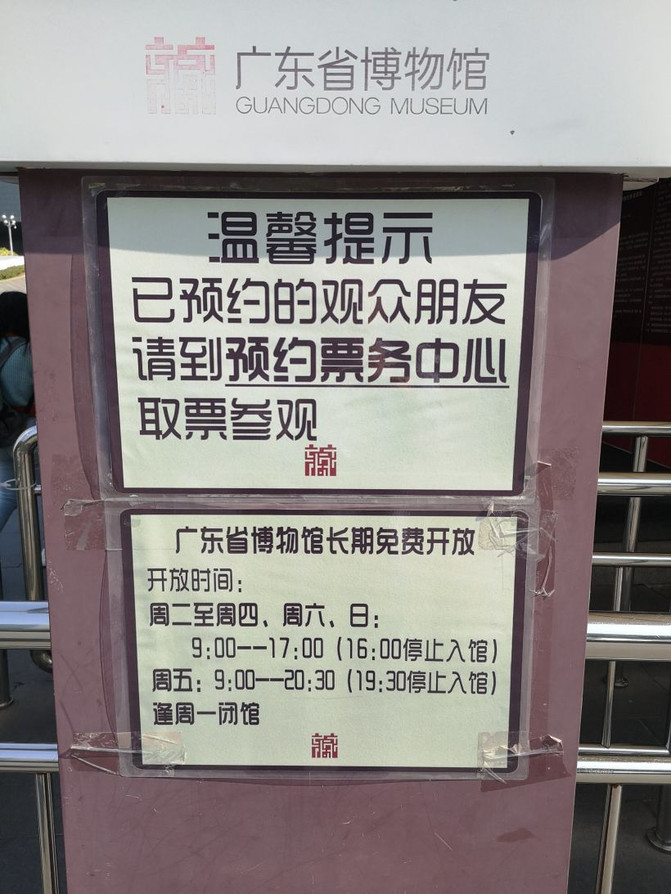 广东省博物馆
GUANGDONG MUSEUM
温馨提示
已预约的观众朋友
请到预约票务中心
取票参观
广东省博物馆长期免费开放
开放时间：
周二至周四、周六、日：
9:00--17:00（16:00停止入馆）
周五：9:00--20:30（19:30停止入馆）
逢周一闭馆